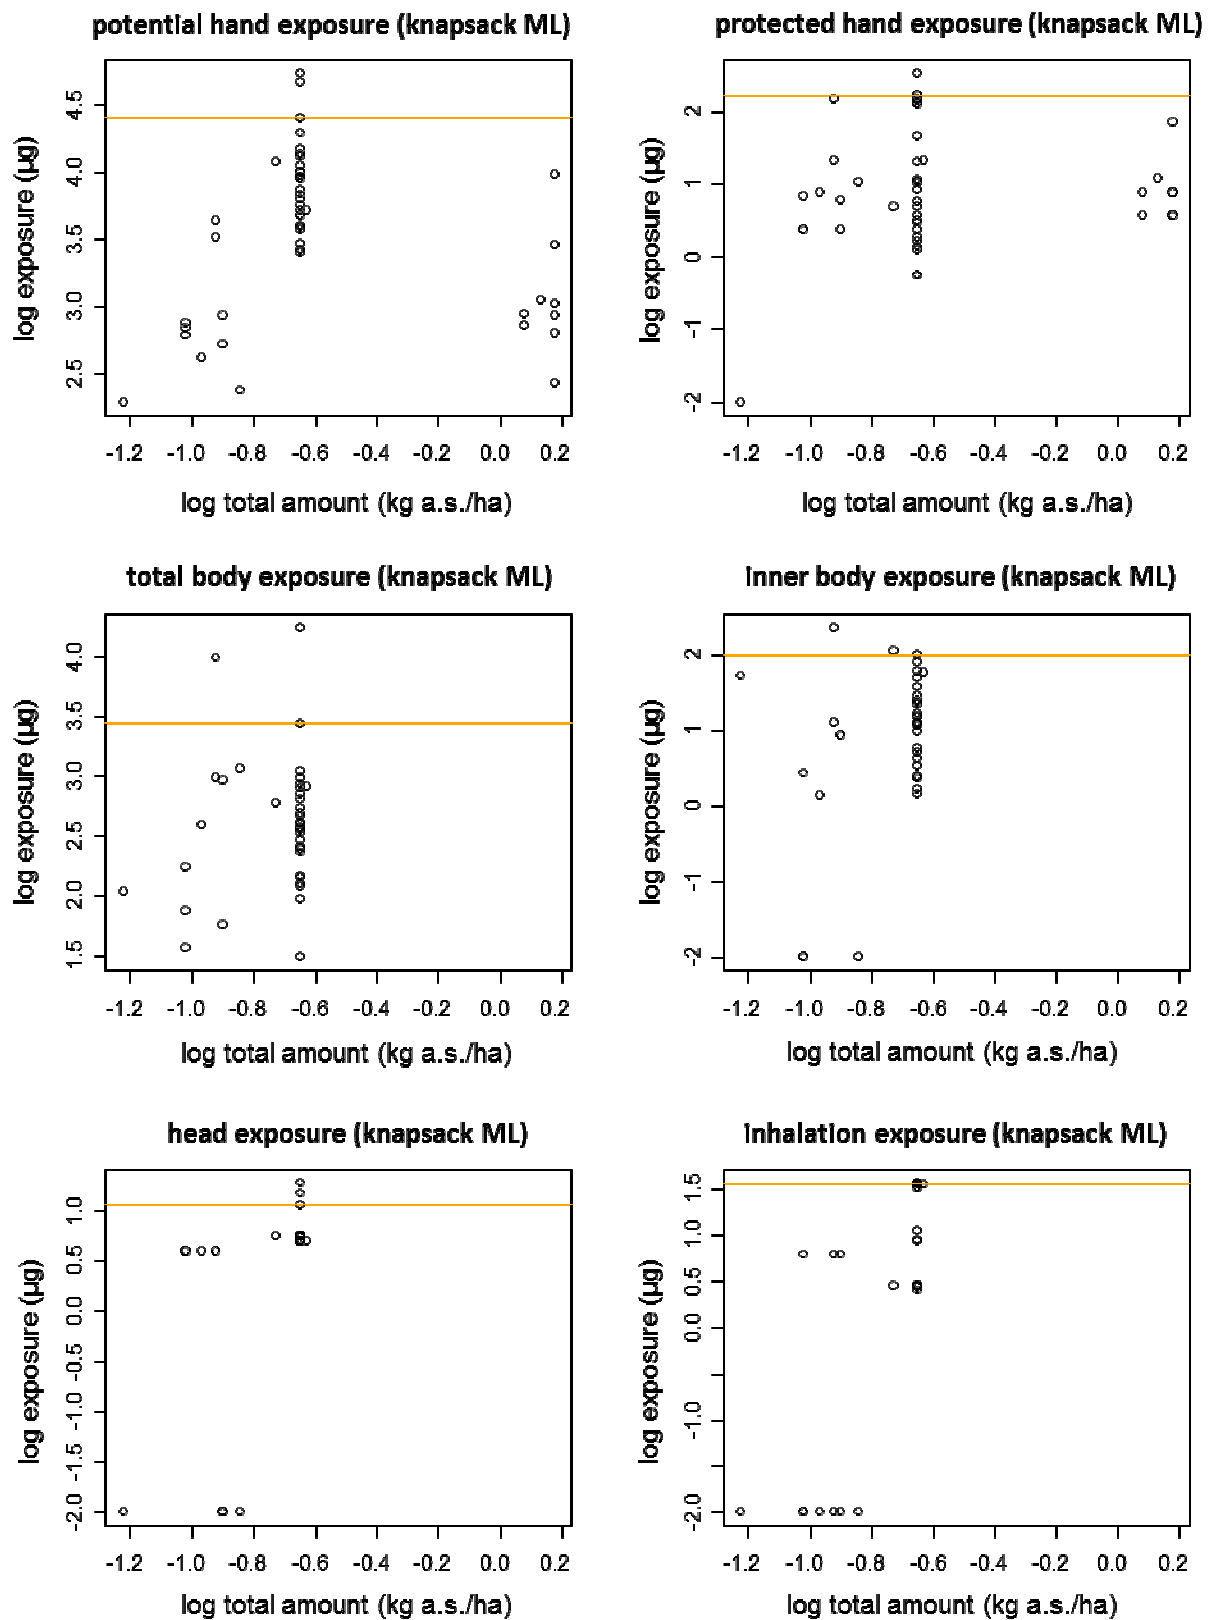 potential hand exposure (knapsack ML)
log exposure (µg)
4.5
4.0
3.5
3.0
2.5
-1.2 -1.0 -0.8 -0.6 -0.4 -0.2 0.0 0.2
log total amount (kg a.s./ha)
protected hand exposure (knapsack ML)
log exposure (µg)
2
1
0
-1
-2
-1.2 -1.0 -0.8 -0.6 -0.4 -0.2 0.0 0.2
log total amount (kg a.s./ha)
total body exposure (knapsack ML)
log exposure (µg)
4.0
3.5
3.0
2.5
2.0
1.5
-1.2 -1.0 -0.8 -0.6 -0.4 -0.2 0.0 0.2
log total amount (kg a.s./ha)
inner body exposure (knapsack ML)
log exposure (µg)
2
1
0
-1
-2
-1.2 -1.0 -0.8 -0.6 -0.4 -0.2 0.0 0.2
log total amount (kg a.s./ha)
head exposure (knapsack ML)
log exposure (µg)
1.0
0.5
0.0
-0.5
-1.0
-1.5
-2.0
-1.2 -1.0 -0.8 -0.6 -0.4 -0.2 0.0 0.2
log total amount (kg a.s./ha)
inhalation exposure (knapsack ML)
log exposure (µg)
1.5
1.0
0.5
0.0
-1.0
-2.0
-1.2 -1.0 -0.8 -0.6 -0.4 -0.2 0.0 0.2
log total amount (kg a.s./ha)